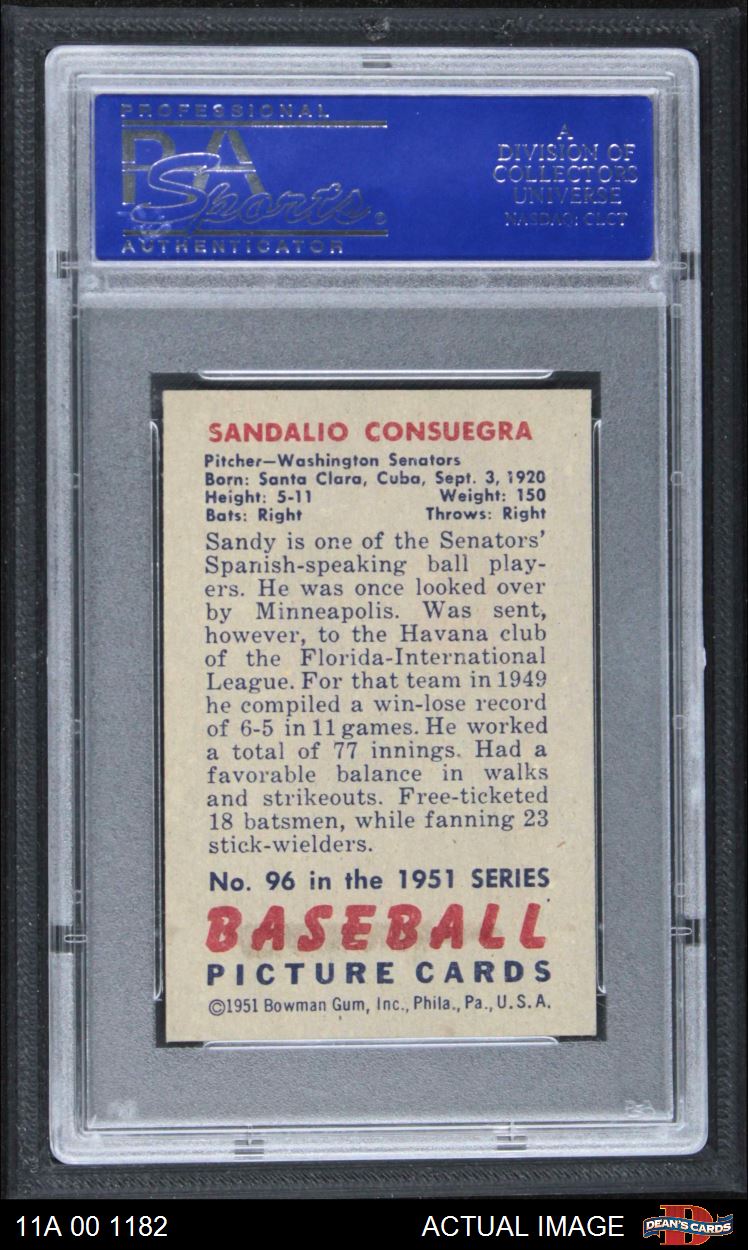 PROFESSIONAL
PSA
Sports
AUTHENTICATOR
A
DIVISION OF
COLLECTORS
UNIVERSE
NASDAQ: CLCT
SANDALIO CONSUEGRA
Pitcher—Washington Senators
Born: Santa Clara, Cuba, Sept. 3, 1920
Height: 5-11 Weight: 150
Bats: Right Throws: Right
Sandy is one of the Senators'
Spanish-speaking ball play-
ers. He was once looked over
by Minneapolis. Was sent,
however, to the Havana club
of the Florida-International
League. For that team in 1949
he compiled a win-lose record
of 6-5 in 11 games. He worked
a total of 77 innings. Had a
favorable balance in walks
and strikeouts. Free-ticketed
18 batsmen, while fanning 23
stick-wielders.
No. 96 in the 1951 SERIES
BASEBALL
PICTURE CARDS
©1951 Bowman Gum, Inc., Phila., Pa., U.S.A.
11A 00 1182 ACTUAL IMAGE
DEAN'S CARDS